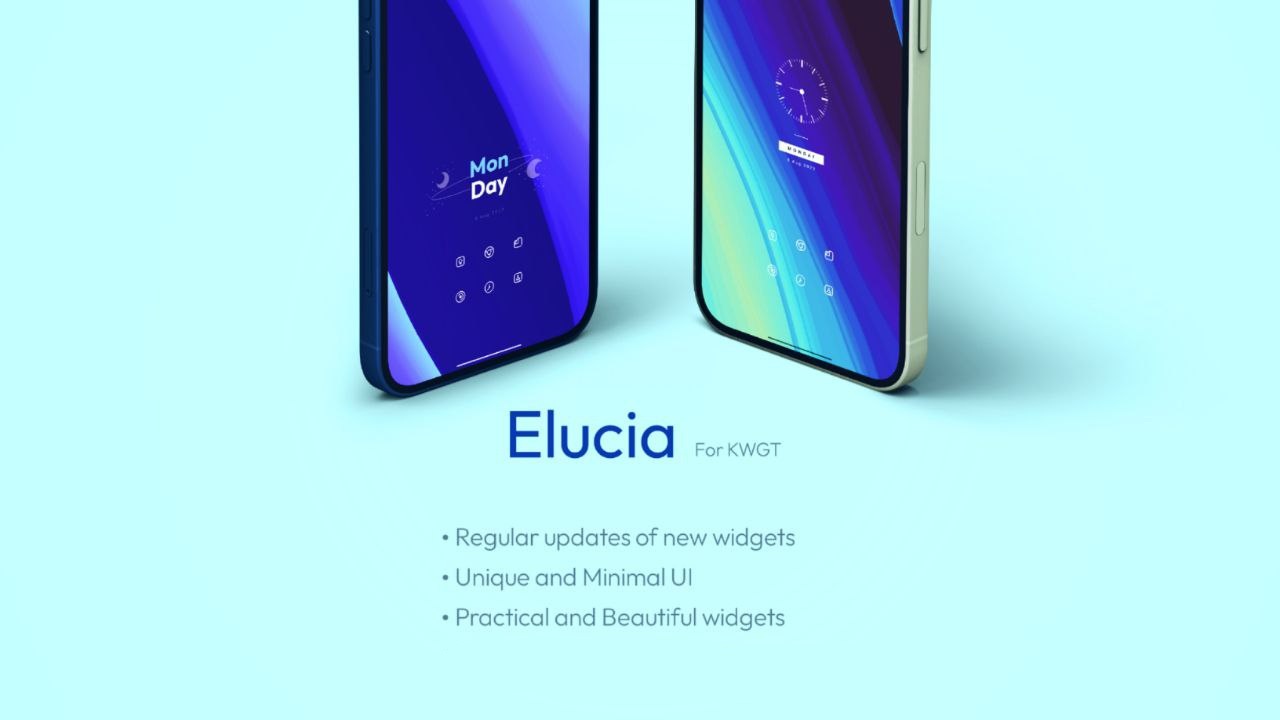 Mon
Day
MONDAY
Elucia For KWGT
• Regular updates of new widgets
• Unique and Minimal UI
• Practical and Beautiful widgets